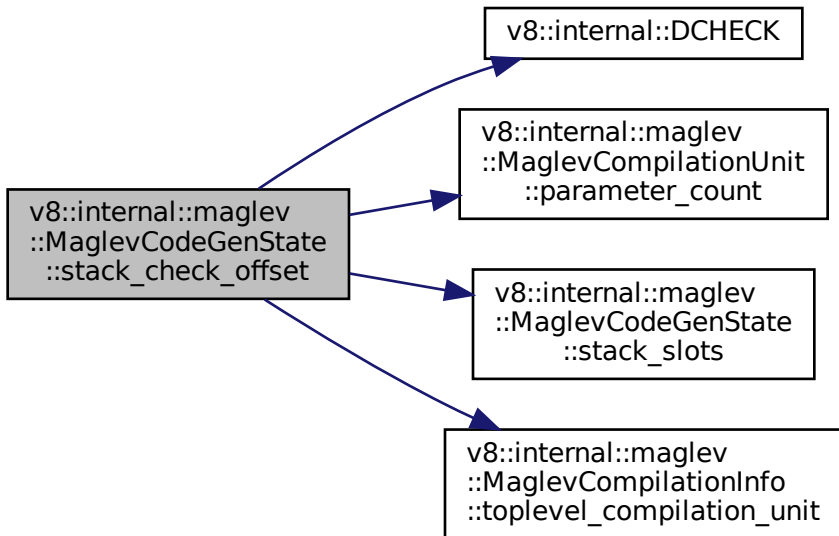 v8::internal::DCHECK
v8::internal::maglev
::MaglevCompilationUnit
::parameter_count
v8::internal::maglev
::MaglevCodeGenState
::stack_check_offset
v8::internal::maglev
::MaglevCodeGenState
::stack_slots
v8::internal::maglev
::MaglevCompilationInfo
::toplevel_compilation_unit